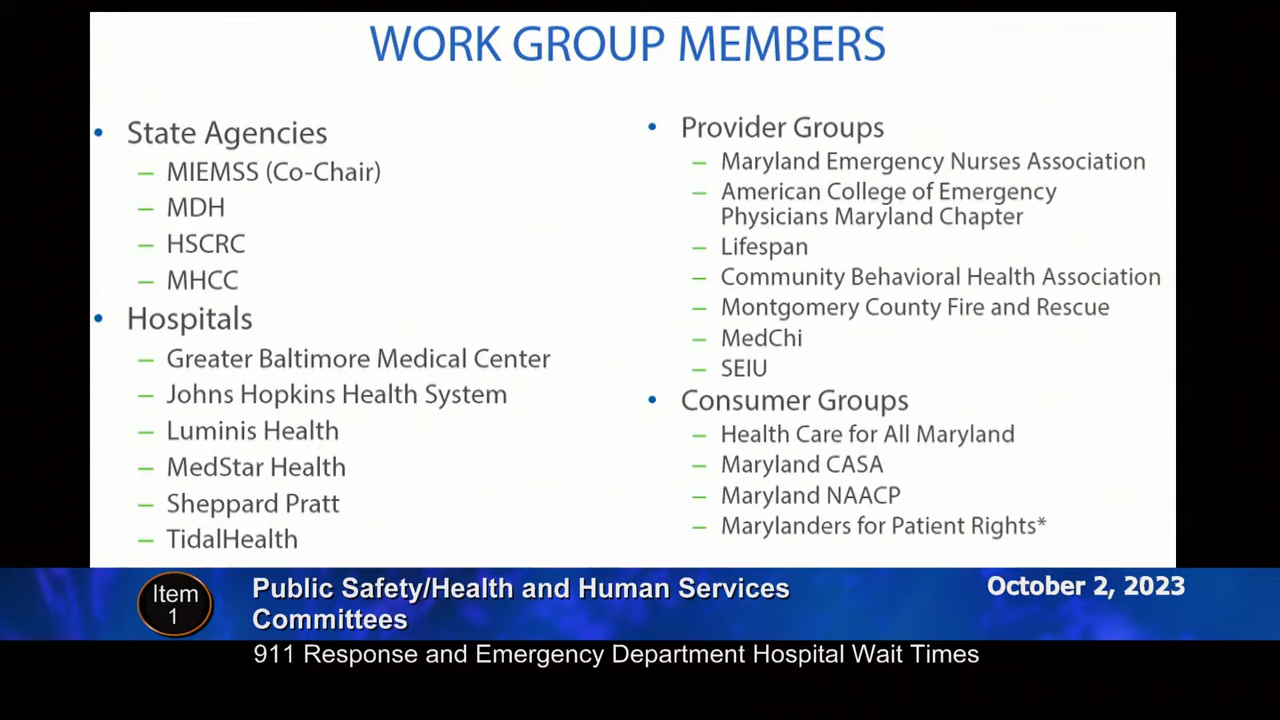 WORK GROUP MEMBERS
• State Agencies
– MIEMSS (Co-Chair)
– MDH
– HSCRC
– MHCC
• Hospitals
– Greater Baltimore Medical Center
– Johns Hopkins Health System
– Luminis Health
– MedStar Health
– Sheppard Pratt
– TidalHealth
• Provider Groups
– Maryland Emergency Nurses Association
– American College of Emergency
Physicians Maryland Chapter
– Lifespan
– Community Behavioral Health Association
– Montgomery County Fire and Rescue
– MedChi
– SEIU
• Consumer Groups
– Health Care for All Maryland
– Maryland CASA
– Maryland NAACP
– Marylanders for Patient Rights*
Item
1
Public Safety/Health and Human Services
Committees
October 2, 2023
911 Response and Emergency Department Hospital Wait Times